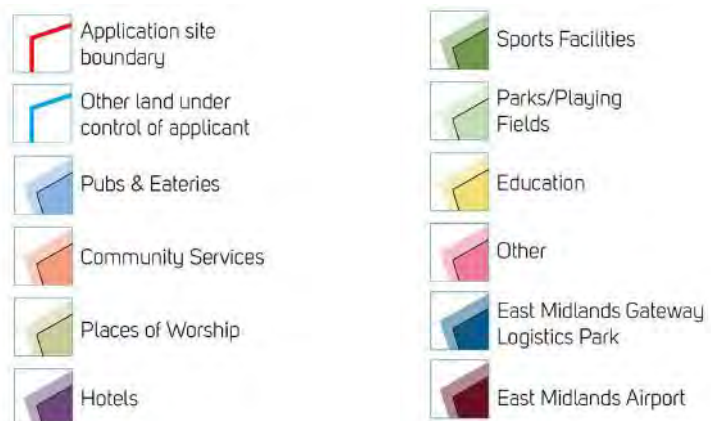 Application site
boundary
Other land under
control of applicant
Pubs & Eateries
Community Services
Places of Worship
Hotels
Sports Facilities
Parks/Playing
Fields
Education
Other
East Midlands Gateway
Logistics Park
East Midlands Airport